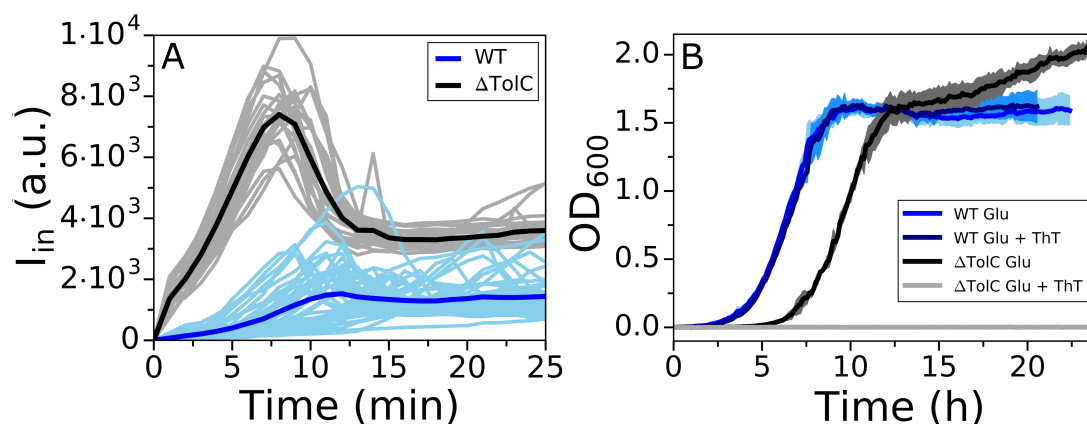 A
WT
ΔTolC
I_in (a.u.)
1·10⁴
8·10³
6·10³
4·10³
2·10³
0
0 5 10 15 20 25
Time (min)
B
OD₆₀₀
2.0
1.5
1.0
0.5
0.0
WT Glu
WT Glu + ThT
ΔTolC Glu
ΔTolC Glu + ThT
0 5 10 15 20
Time (h)